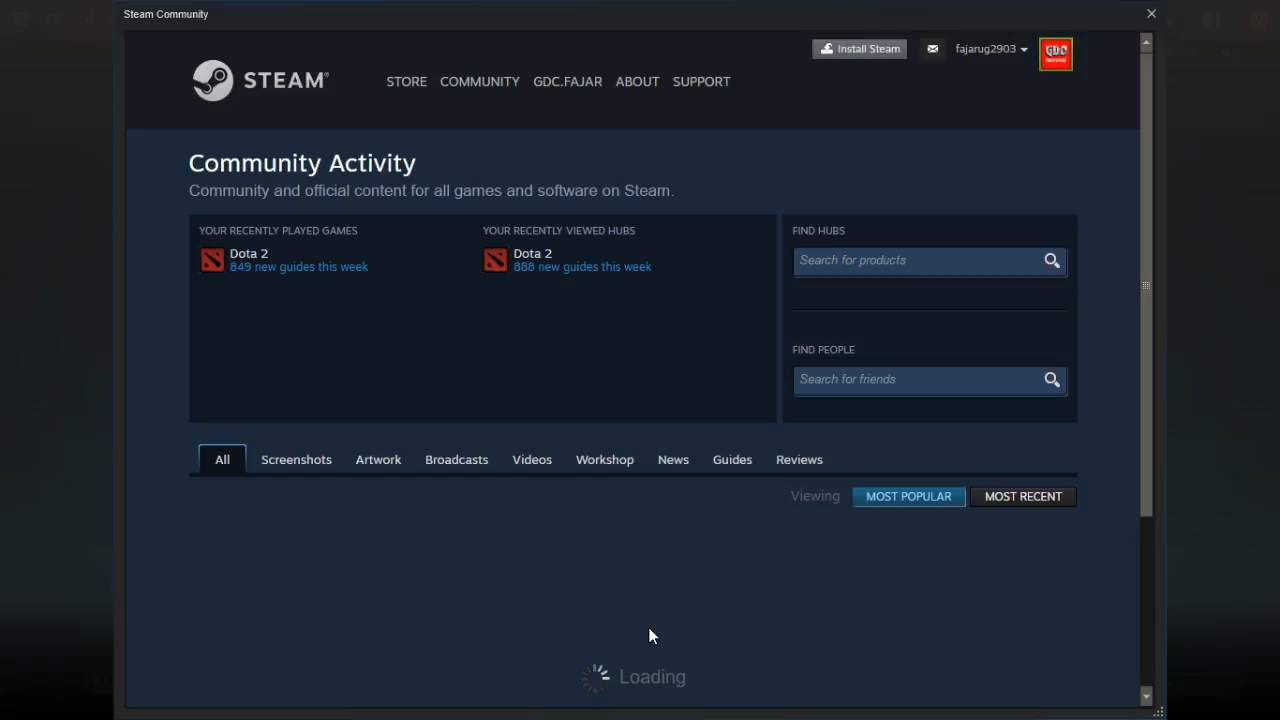 Steam Community
Install Steam
fajarug2903
GDC
STEAM®
STORE COMMUNITY GDC.FAJAR ABOUT SUPPORT
Community Activity
Community and official content for all games and software on Steam.
YOUR RECENTLY PLAYED GAMES
Dota 2
849 new guides this week
YOUR RECENTLY VIEWED HUBS
Dota 2
888 new guides this week
FIND HUBS
Search for products
FIND PEOPLE
Search for friends
All Screenshots Artwork Broadcasts Videos Workshop News Guides Reviews
Viewing MOST POPULAR MOST RECENT
Loading